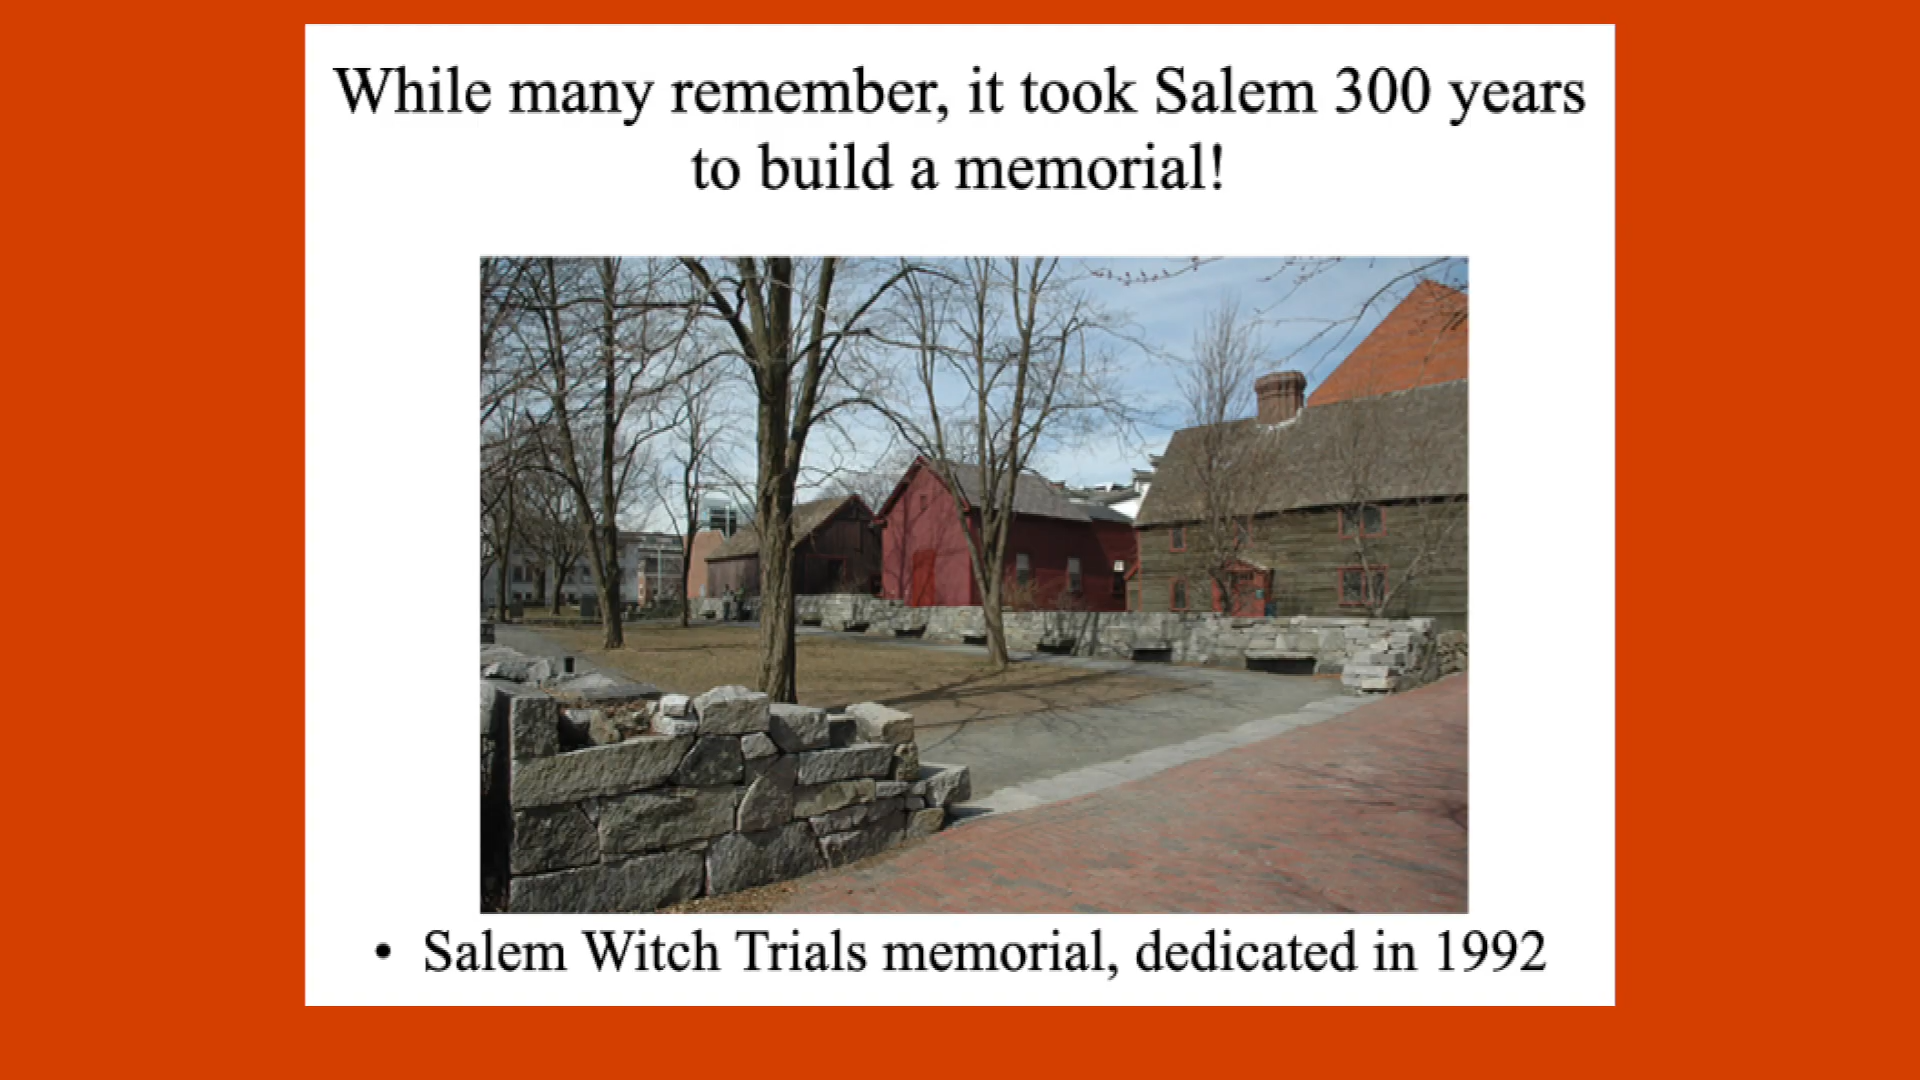 While many remember, it took Salem 300 years
to build a memorial!
• Salem Witch Trials memorial, dedicated in 1992